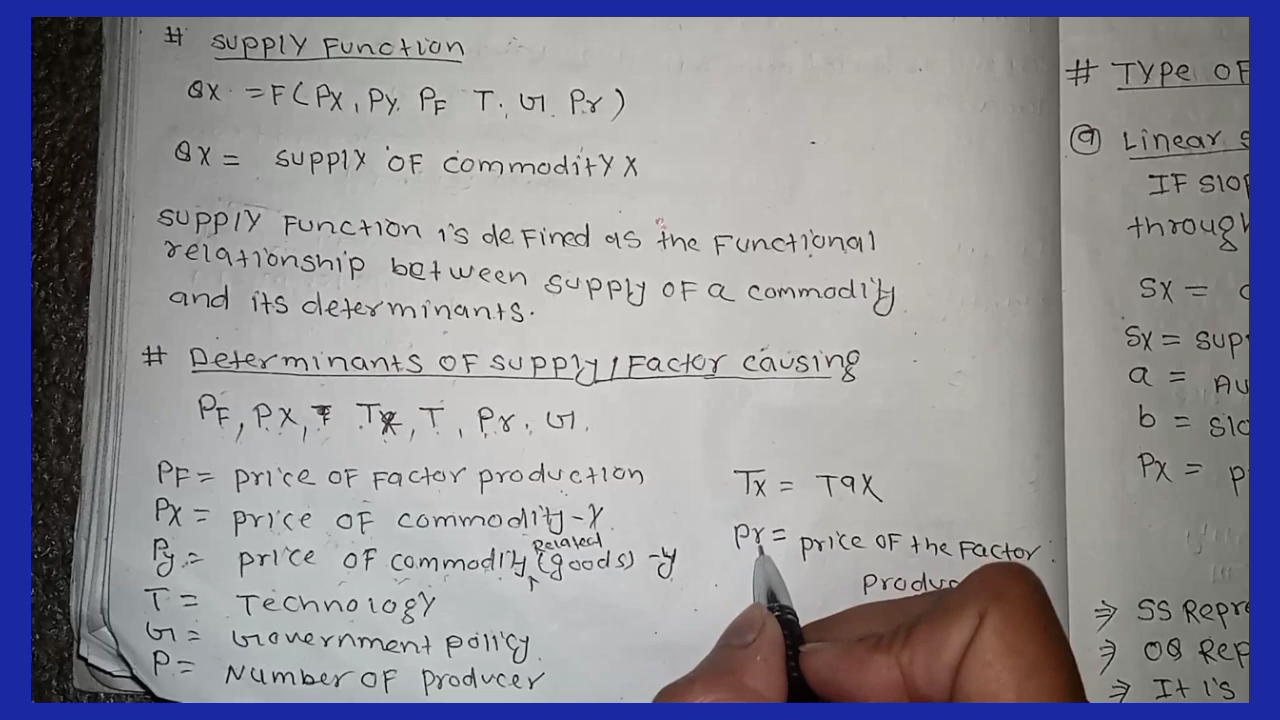 # SUPPLY FUNCTION
QX = F(PX, PY, PF T, G, Pr)
QX = SUPPLY OF COMMODITY X
SUPPLY FUNCTION is defined as the Functional
relationship between supply of a commodity
and its determinants.
# Determinants of supply/Factor causing
PF, PX, Tx, T, Pr, G.
PF = price of Factor production
PX = price of commodity-X
Py = price of commodity (Related goods) -y
T = Technology
G = Government policy
P = Number of producer
Tx = Tax
Pr = price of the Factor
# TYPE OF
a Linear
IF
through
SX =
SX = SUP
a =
b = Slo
PX = P
⇒ SS Repre
⇒ OQ Rep
⇒ It is